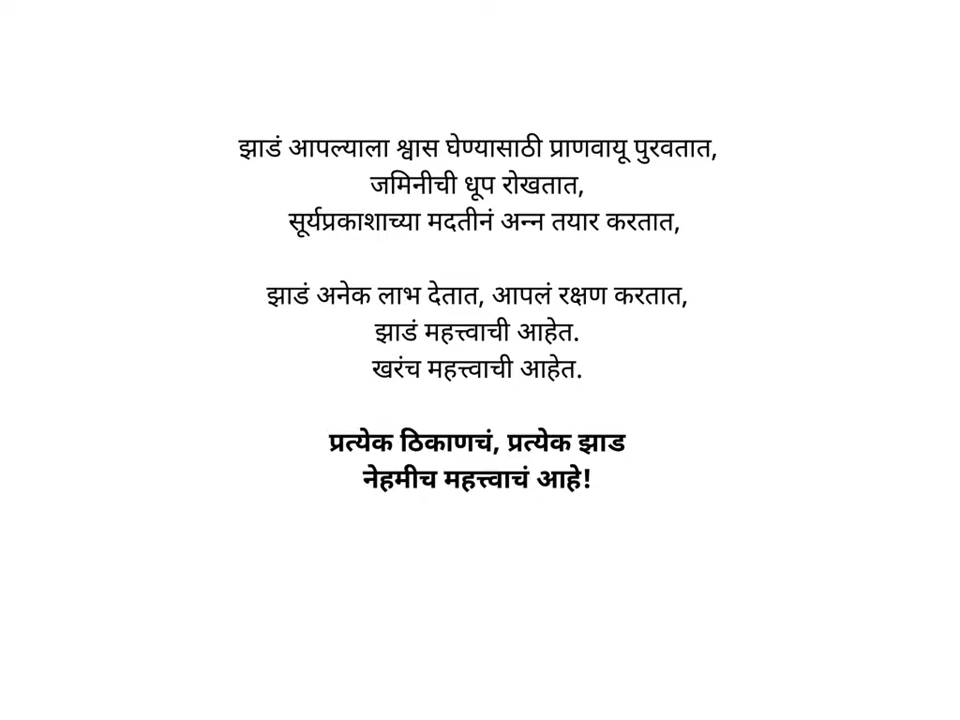 झाडं आपल्याला श्वास घेण्यासाठी प्राणवायू पुरवतात,
जमिनीची धूप रोखतात,
सूर्यप्रकाशाच्या मदतीनं अन्न तयार करतात,
झाडं अनेक लाभ देतात, आपलं रक्षण करतात,
झाडं महत्त्वाची आहेत.
खरंच महत्त्वाची आहेत.
प्रत्येक ठिकाणचं, प्रत्येक झाड
नेहमीच महत्त्वाचं आहे!